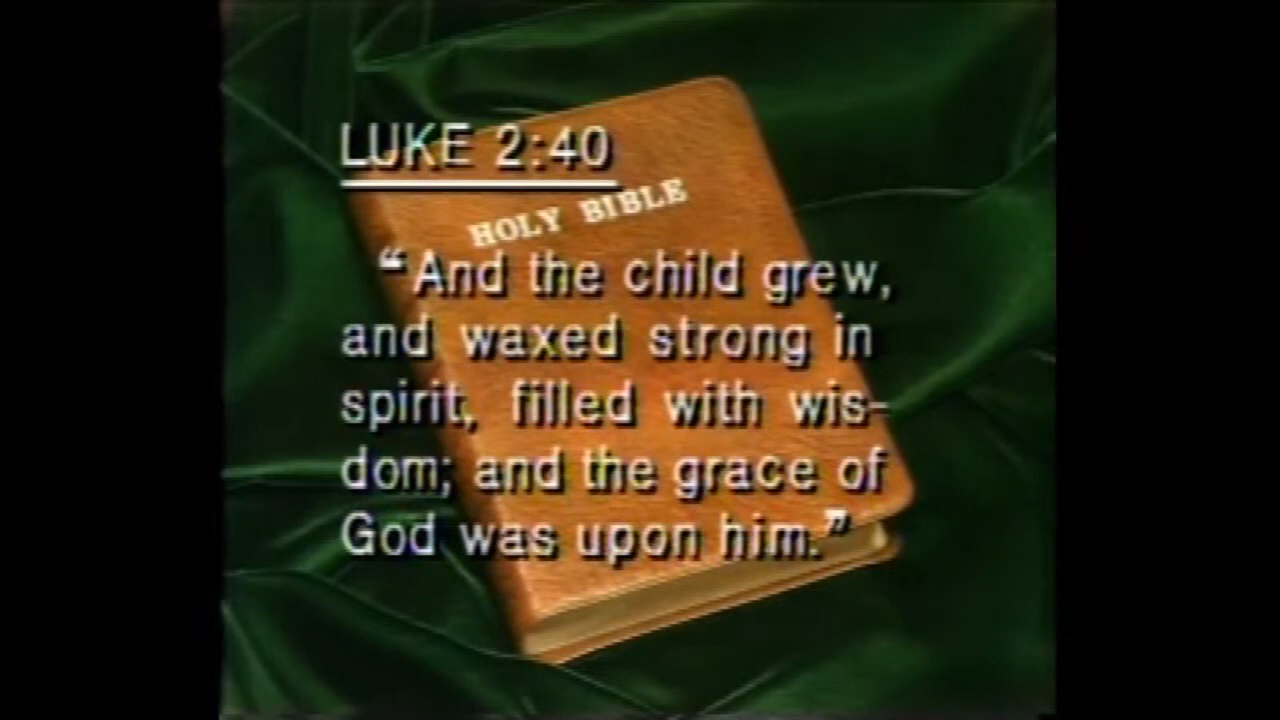 LUKE 2:40
HOLY BIBLE
“And the child grew,
and waxed strong in
spirit, filled with wis-
dom; and the grace of
God was upon him.”